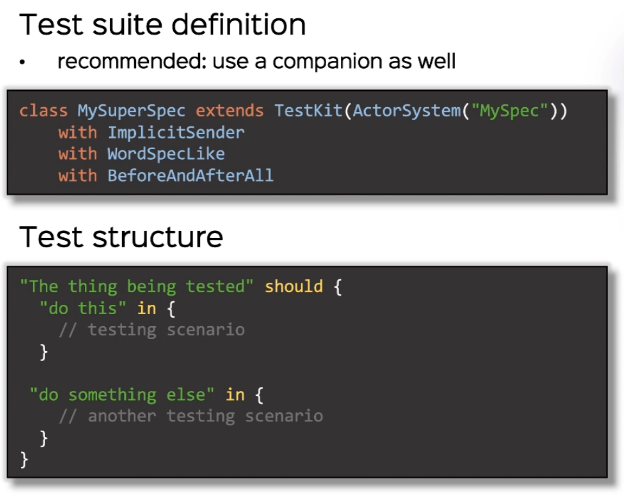 Test suite definition
• recommended: use a companion as well
class MySuperSpec extends TestKit(ActorSystem("MySpec"))
    with ImplicitSender
    with WordSpecLike
    with BeforeAndAfterAll
Test structure
"The thing being tested" should {
  "do this" in {
    // testing scenario
  }
 "do something else" in {
    // another testing scenario
  }
}